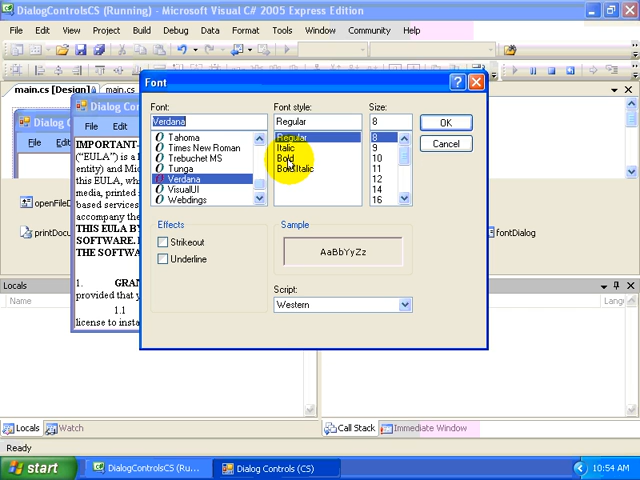 DialogControlsCS (Running) - Microsoft Visual C# 2005 Express Edition
File Edit View Project Build Debug Data Format Tools Window Community Help
main.cs [Design] main.cs
Dialog Co
File Ed
File Edit
IMPORTANT-
("EULA") is a l
entity) and Mic
this EULA, whic
media, printed
based services
accompany the
THIS EULA BY
SOFTWARE.
THE SOFTWA
1. GRAN
provided that y
1.1
license to insta
openFileD
printDocu
fontDialog
Font
Font: Font style: Size:
Verdana Regular 8
OK
Cancel
Tahoma Regular 8
Times New Roman Italic 9
Trebuchet MS Bold 10
Tunga Bold Italic 11
Verdana 12
VisualUI 14
Webdings 16
Effects
Strikeout
Underline
Sample
AaBbYyZz
Script:
Western
Locals
Name
Lang
Locals Watch
Call Stack Immediate Window
Ready
start DialogControlsCS (Ru... Dialog Controls (CS) 10:54 AM